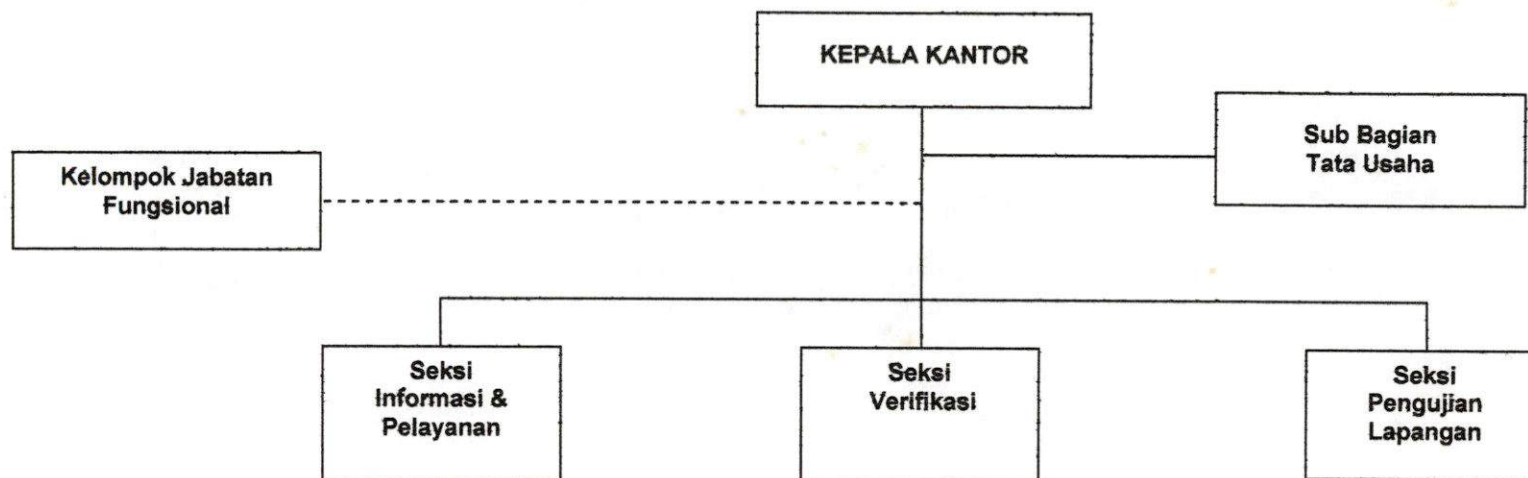 KEPALA KANTOR
Sub Bagian
Tata Usaha
Kelompok Jabatan
Fungsional
Seksi
Informasi &
Pelayanan
Seksi
Verifikasi
Seksi
Pengujian
Lapangan